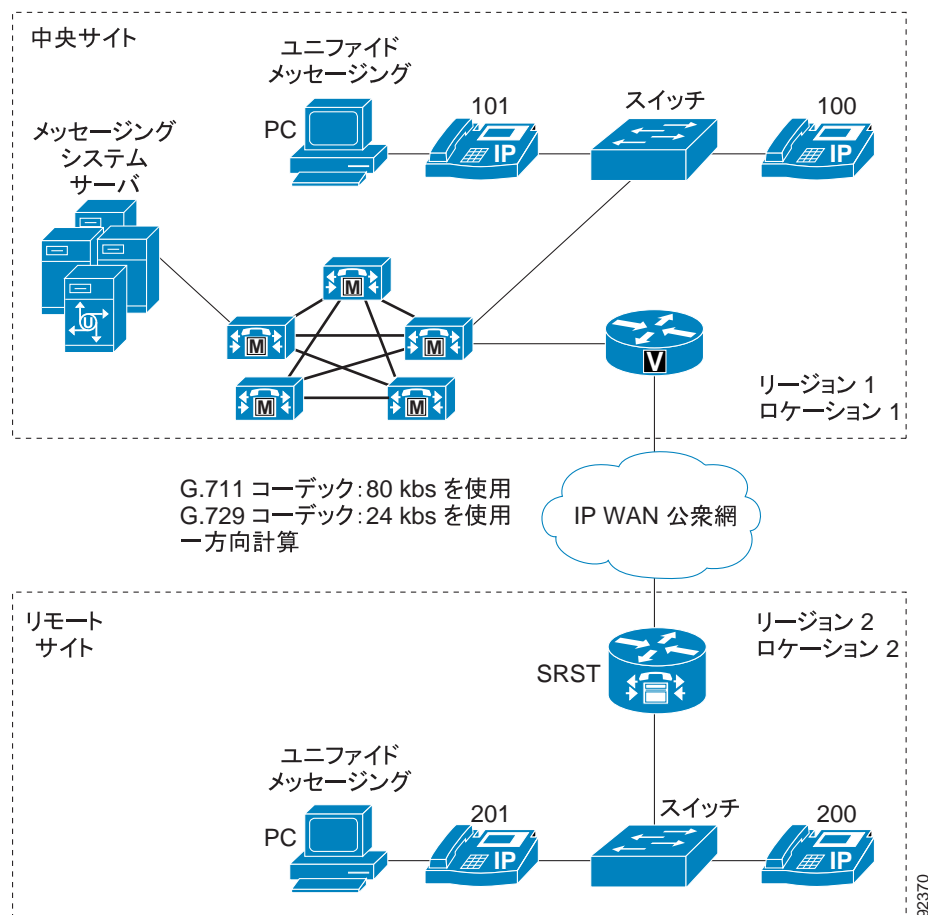 中央サイト
ユニファイド
メッセージング
PC
101
IP
スイッチ
100
IP
メッセージング
システム
サーバ
U
M
M
M
M
M
V
リージョン 1
ロケーション 1
G.711 コーデック：80 kbs を使用
G.729 コーデック：24 kbs を使用
一方向計算
IP WAN 公衆網
リモート
サイト
リージョン 2
ロケーション 2
SRST
ユニファイド
メッセージング
PC
201
IP
スイッチ
200
IP
92370